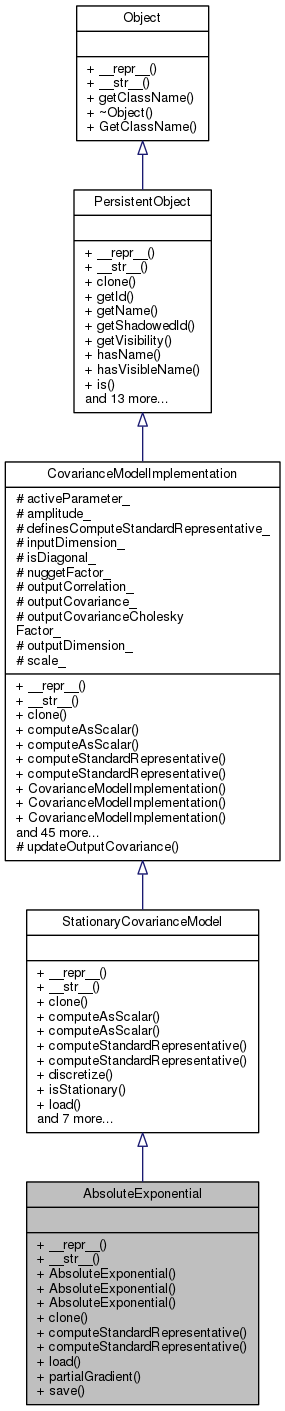 Object
+ __repr__()
+ __str__()
+ getClassName()
+ ~Object()
+ GetClassName()
PersistentObject
+ __repr__()
+ __str__()
+ clone()
+ getId()
+ getName()
+ getShadowedId()
+ getVisibility()
+ hasName()
+ hasVisibleName()
+ is()
and 13 more...
CovarianceModelImplementation
# activeParameter_
# amplitude_
# definesComputeStandardRepresentative_
# inputDimension_
# isDiagonal_
# nuggetFactor_
# outputCorrelation_
# outputCovariance_
# outputCovarianceCholesky
Factor_
# outputDimension_
# scale_
+ __repr__()
+ __str__()
+ clone()
+ computeAsScalar()
+ computeAsScalar()
+ computeStandardRepresentative()
+ computeStandardRepresentative()
+ CovarianceModelImplementation()
+ CovarianceModelImplementation()
+ CovarianceModelImplementation()
and 45 more...
# updateOutputCovariance()
StationaryCovarianceModel
+ __repr__()
+ __str__()
+ clone()
+ computeAsScalar()
+ computeAsScalar()
+ computeStandardRepresentative()
+ computeStandardRepresentative()
+ discretize()
+ isStationary()
+ load()
and 7 more...
AbsoluteExponential
+ __repr__()
+ __str__()
+ AbsoluteExponential()
+ AbsoluteExponential()
+ AbsoluteExponential()
+ clone()
+ computeStandardRepresentative()
+ computeStandardRepresentative()
+ load()
+ partialGradient()
+ save()